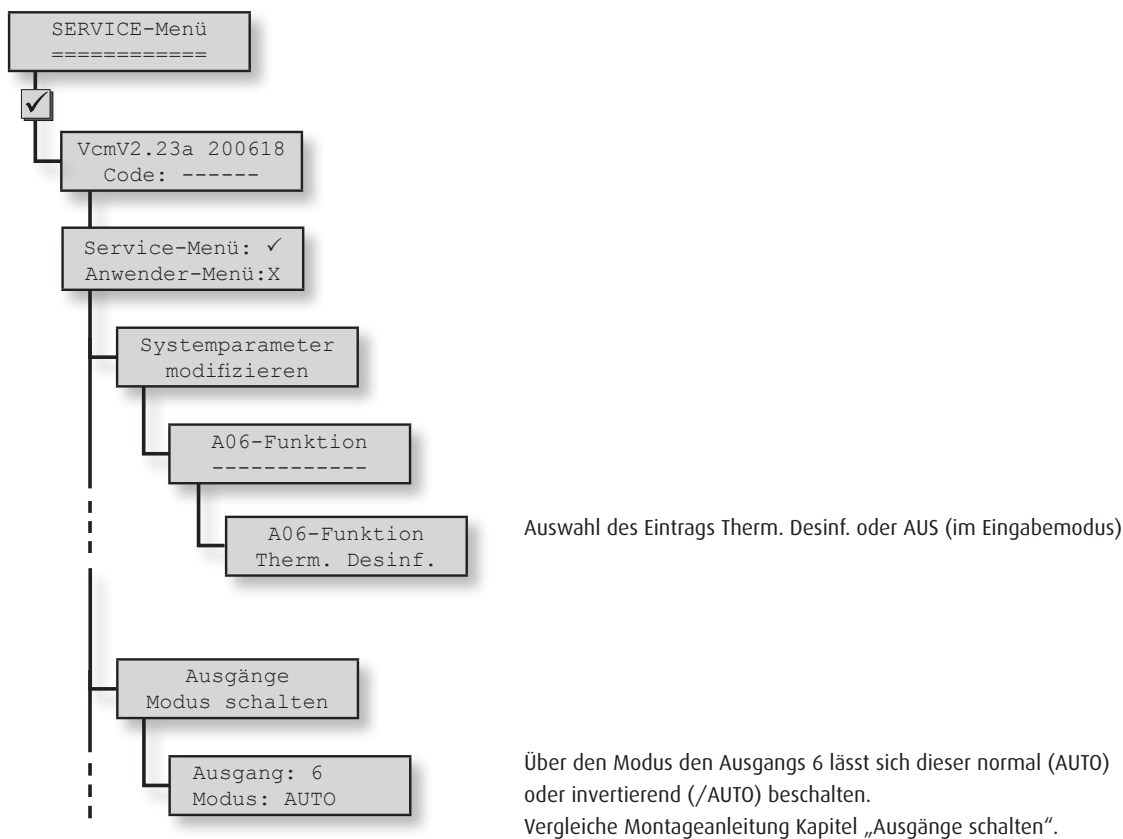 SERVICE-Menü
============
✓
VcmV2.23a 200618
Code: ------
Service-Menü: ✓
Anwender-Menü:X
Systemparameter
modifizieren
A06-Funktion
------------
A06-Funktion
Therm. Desinf.
Auswahl des Eintrags Therm. Desinf. oder AUS (im Eingabemodus)
Ausgänge
Modus schalten
Ausgang: 6
Modus: AUTO
Über den Modus den Ausgangs 6 lässt sich dieser normal (AUTO)
oder invertierend (/AUTO) beschalten.
Vergleiche Montageanleitung Kapitel „Ausgänge schalten“.